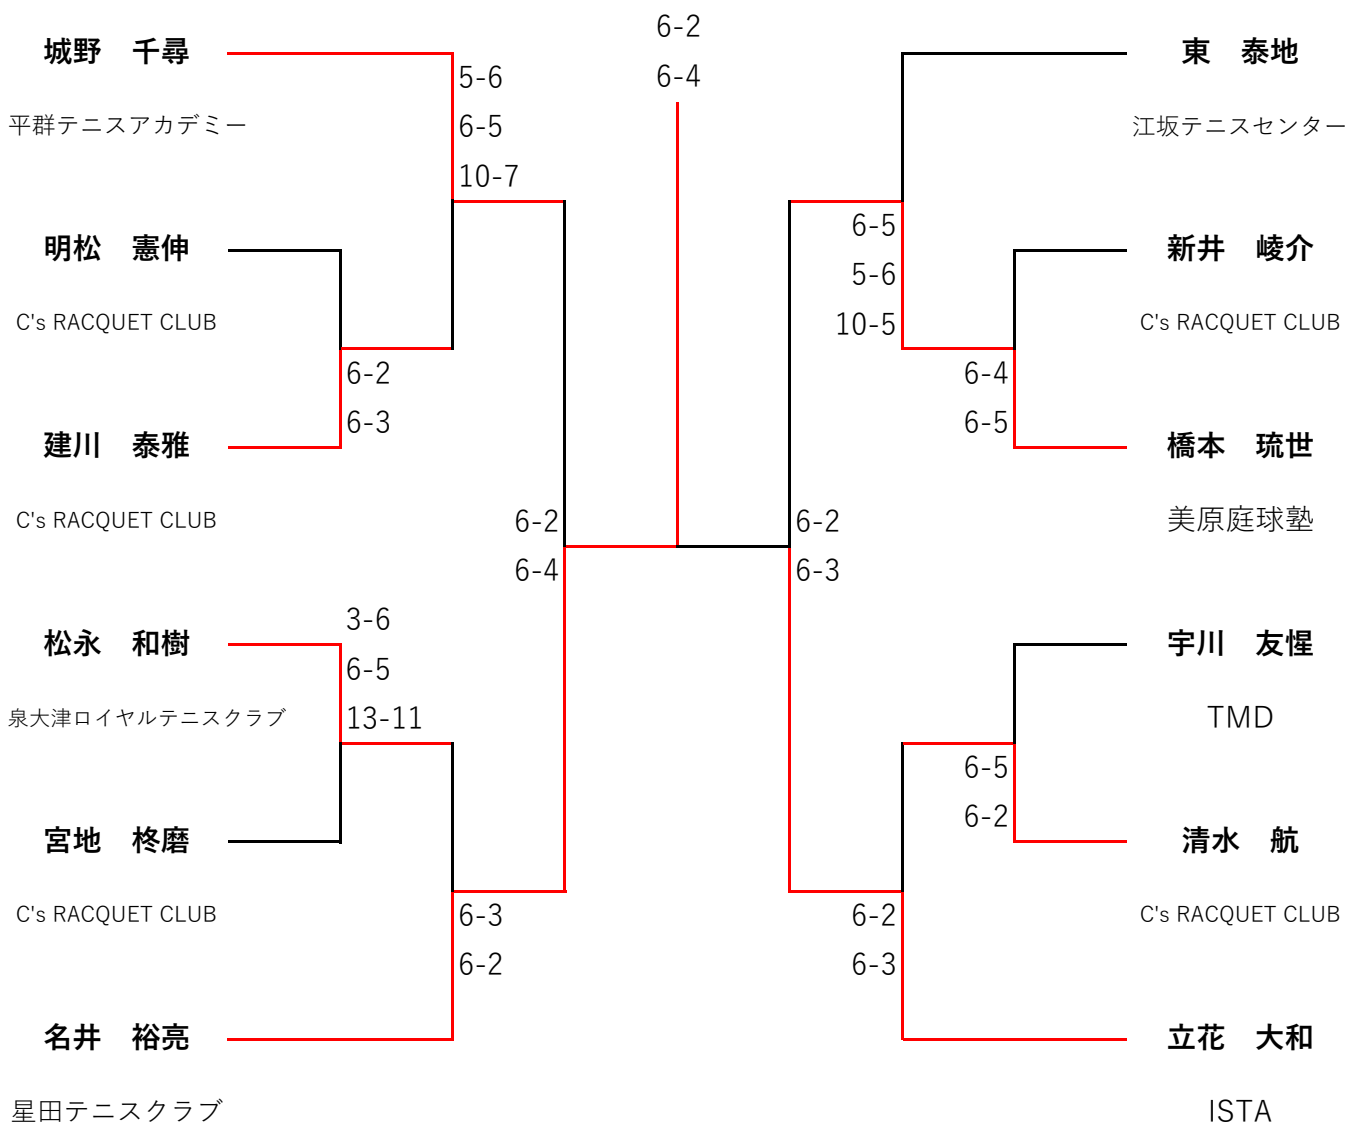 城野　千尋
平群テニスアカデミー
明松　憲伸
C's RACQUET CLUB
建川　泰雅
C's RACQUET CLUB
松永　和樹
泉大津ロイヤルテニスクラブ
宮地　柊磨
C's RACQUET CLUB
名井　裕亮
星田テニスクラブ
5-6
6-5
10-7
6-2
6-3
3-6
6-5
13-11
6-3
6-2
6-2
6-4
6-2
6-4
6-2
6-3
6-5
5-6
10-5
6-4
6-5
6-5
6-2
6-2
6-3
東　泰地
江坂テニスセンター
新井　崚介
C's RACQUET CLUB
橋本　琉世
美原庭球塾
宇川　友惺
TMD
清水　航
C's RACQUET CLUB
立花　大和
ISTA